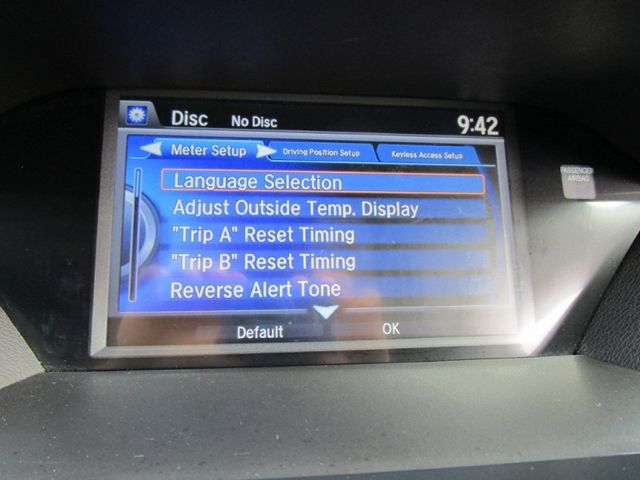 Disc No Disc 9:42
Meter Setup Driving Position Setup Keyless Access Setup
Language Selection
Adjust Outside Temp. Display
"Trip A" Reset Timing
"Trip B" Reset Timing
Reverse Alert Tone
Default OK
PASSENGER
AIRBAG